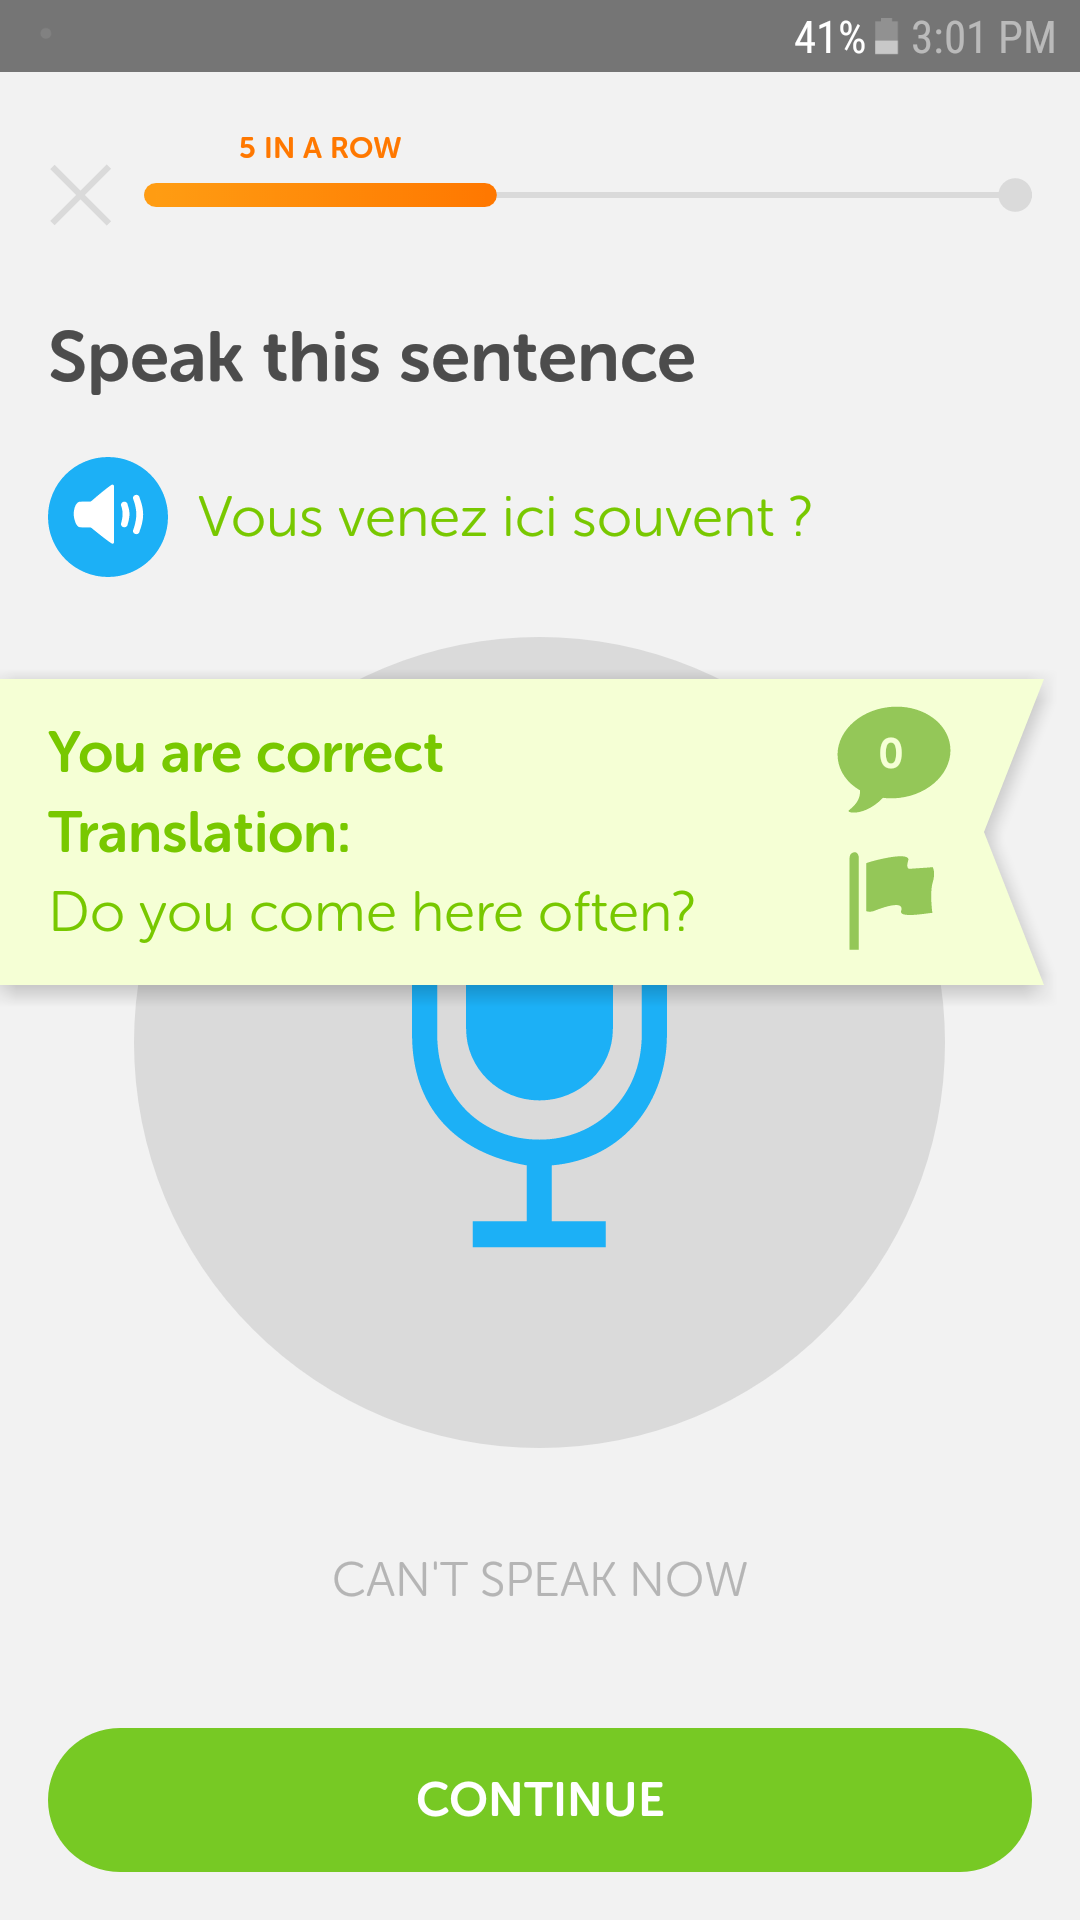 41% 3:01 PM
5 IN A ROW
Speak this sentence
Vous venez ici souvent ?
You are correct
0
Translation:
Do you come here often?
CAN'T SPEAK NOW
CONTINUE